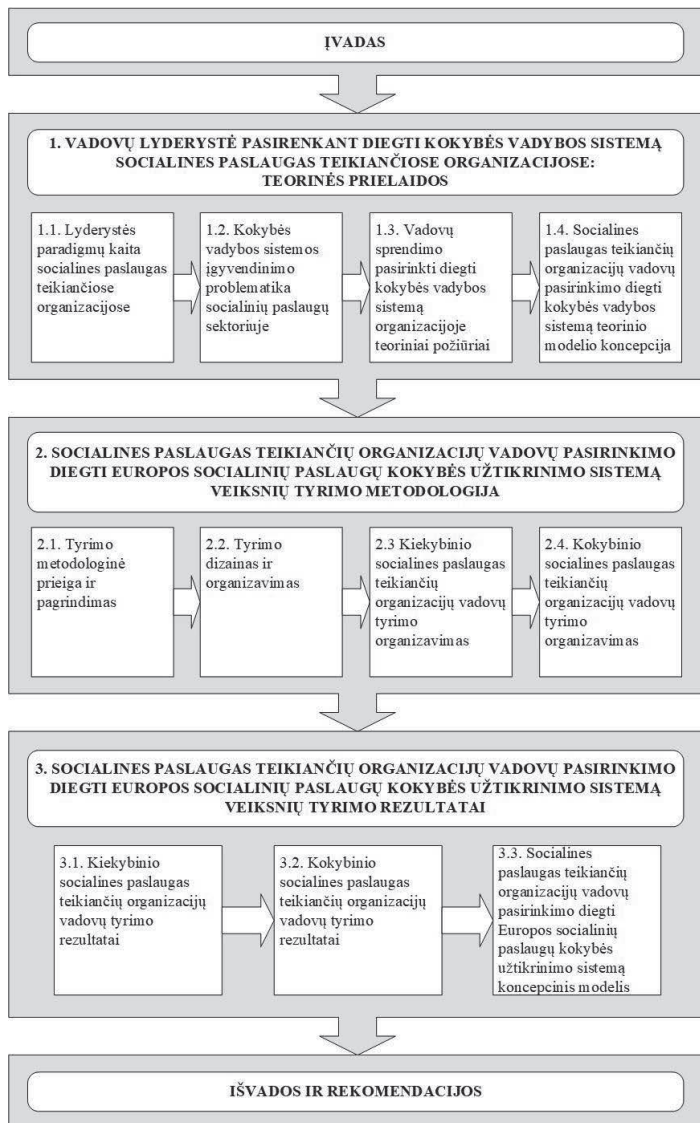 ĮVADAS
1. VADOVŲ LYDERYSTĖ PASIRENKANT DIEGTI KOKYBĖS VADYBOS SISTEMĄ
SOCIALINES PASLAUGAS TEIKIANČIOSE ORGANIZACIJOSE:
TEORINĖS PRIELAIDOS
1.1. Lyderystės
paradigmų kaita
socialines paslaugas
teikiančiose
organizacijose
1.2. Kokybės
vadybos sistemos
įgyvendinimo
problematika
socialinių paslaugų
sektoriuje
1.3. Vadovų
sprendimo
pasirinkti diegti
kokybės vadybos
sistemą
organizacijoje
teoriniai požiūriai
1.4. Socialines
paslaugas teikiančių
organizacijų vadovų
pasirinkimo diegti
kokybės vadybos
sistemą teorinio
modelio koncepcija
2. SOCIALINES PASLAUGAS TEIKIANČIŲ ORGANIZACIJŲ VADOVŲ PASIRINKIMO
DIEGTI EUROPOS SOCIALINIŲ PASLAUGŲ KOKYBĖS UŽTIKRINIMO SISTEMĄ
VEIKSNIŲ TYRIMO METODOLOGIJA
2.1. Tyrimo
metodologinė
prieiga ir
pagrindimas
2.2. Tyrimo
dizainas ir
organizavimas
2.3 Kiekybinio
socialines paslaugas
teikiančių
organizacijų vadovų
tyrimo
organizavimas
2.4. Kokybinio
socialines paslaugas
teikiančių
organizacijų vadovų
tyrimo
organizavimas
3. SOCIALINES PASLAUGAS TEIKIANČIŲ ORGANIZACIJŲ VADOVŲ PASIRINKIMO
DIEGTI EUROPOS SOCIALINIŲ PASLAUGŲ KOKYBĖS UŽTIKRINIMO SISTEMĄ
VEIKSNIŲ TYRIMO REZULTATAI
3.1. Kiekybinio
socialines paslaugas
teikiančių organizacijų
vadovų tyrimo
rezultatai
3.2. Kokybinio
socialines paslaugas
teikiančių organizacijų
vadovų tyrimo
rezultatai
3.3. Socialines
paslaugas teikiančių
organizacijų vadovų
pasirinkimo diegti
Europos socialinių
paslaugų kokybės
užtikrinimo sistemą
koncepcinis modelis
IŠVADOS IR REKOMENDACIJOS